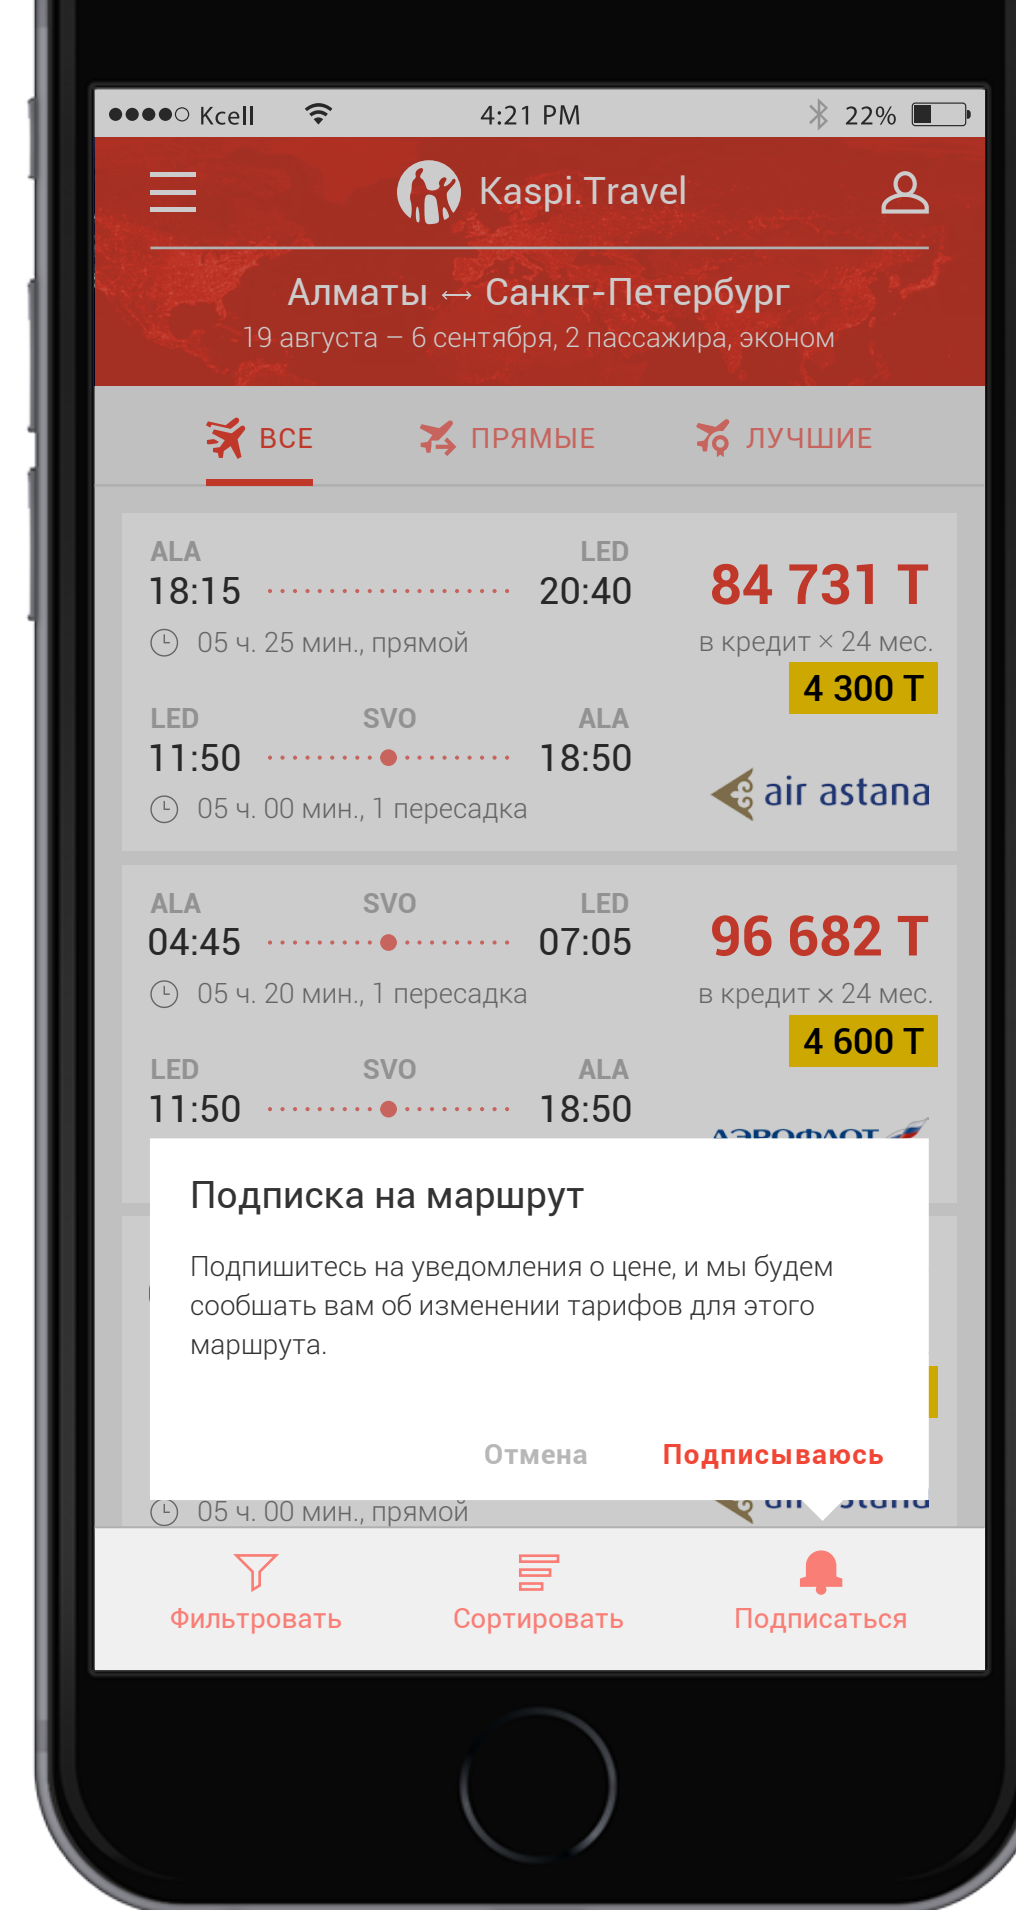 Kcell 4:21 PM 22%
Kaspi.Travel
Алматы ↔ Санкт-Петербург
19 августа – 6 сентября, 2 пассажира, эконом
ВСЕ ПРЯМЫЕ ЛУЧШИЕ
ALA LED
18:15 20:40 84 731 T
05 ч. 25 мин., прямой в кредит × 24 мес.
4 300 T
LED SVO ALA
11:50 18:50
air astana
05 ч. 00 мин., 1 пересадка
ALA SVO LED
04:45 07:05 96 682 T
05 ч. 20 мин., 1 пересадка в кредит × 24 мес.
4 600 T
LED SVO ALA
11:50 18:50
АЭРОФЛОТ
Подписка на маршрут
Подпишитесь на уведомления о цене, и мы будем
сообшать вам об изменении тарифов для этого
маршрута.
Отмена Подписываюсь
05 ч. 00 мин., прямой air astana
Фильтровать Сортировать Подписаться